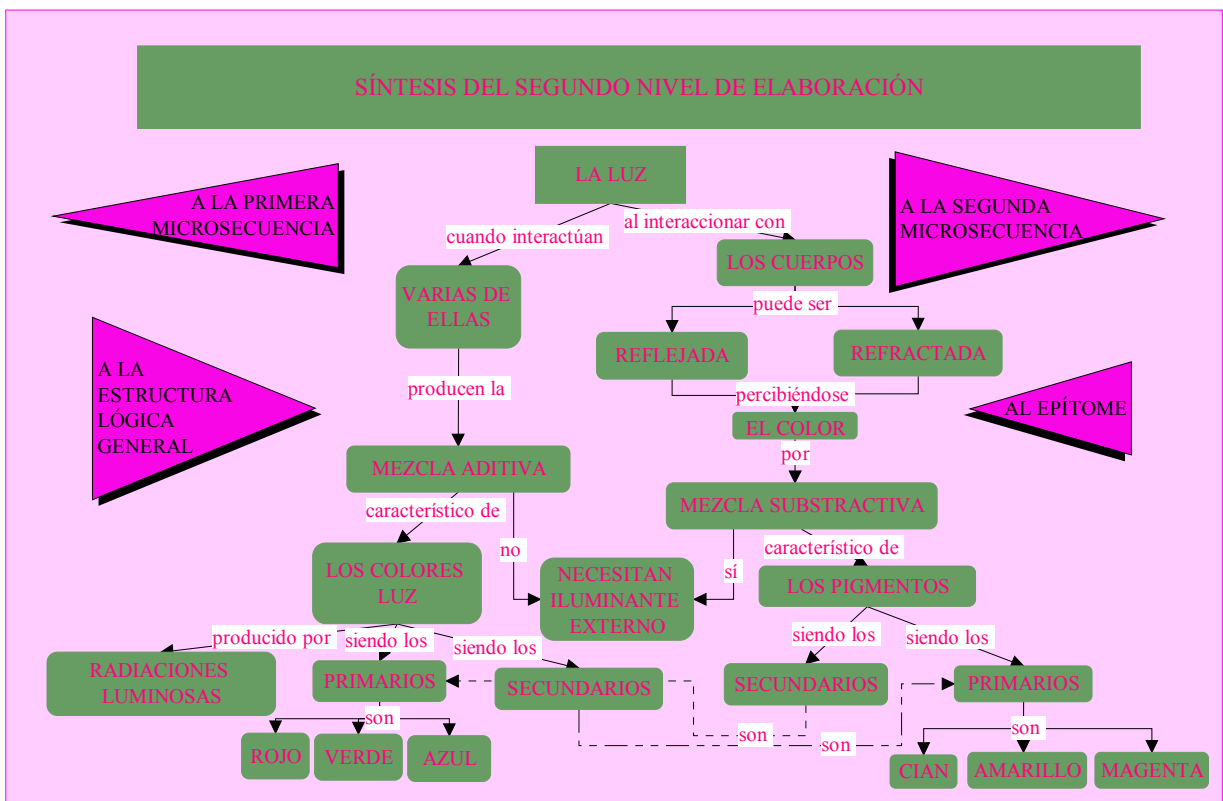 SÍNTESIS DEL SEGUNDO NIVEL DE ELABORACIÓN
LA LUZ
A LA PRIMERA
MICROSECUENCIA
A LA SEGUNDA
MICROSECUENCIA
cuando interactúan
al interaccionar con
LOS CUERPOS
VARIAS DE
ELLAS
puede ser
REFLEJADA
REFRACTADA
A LA
ESTRUCTURA
LÓGICA
GENERAL
producen la
percibiéndose
AL EPÍTOME
EL COLOR
por
MEZCLA ADITIVA
MEZCLA SUBSTRACTIVA
característico de
no
sí
característico de
LOS COLORES
LUZ
NECESITAN
ILUMINANTE
EXTERNO
LOS PIGMENTOS
producido por
siendo los
siendo los
siendo los
siendo los
RADIACIONES
LUMINOSAS
PRIMARIOS
SECUNDARIOS
SECUNDARIOS
PRIMARIOS
son
son
son
son
ROJO
VERDE
AZUL
CIAN
AMARILLO
MAGENTA